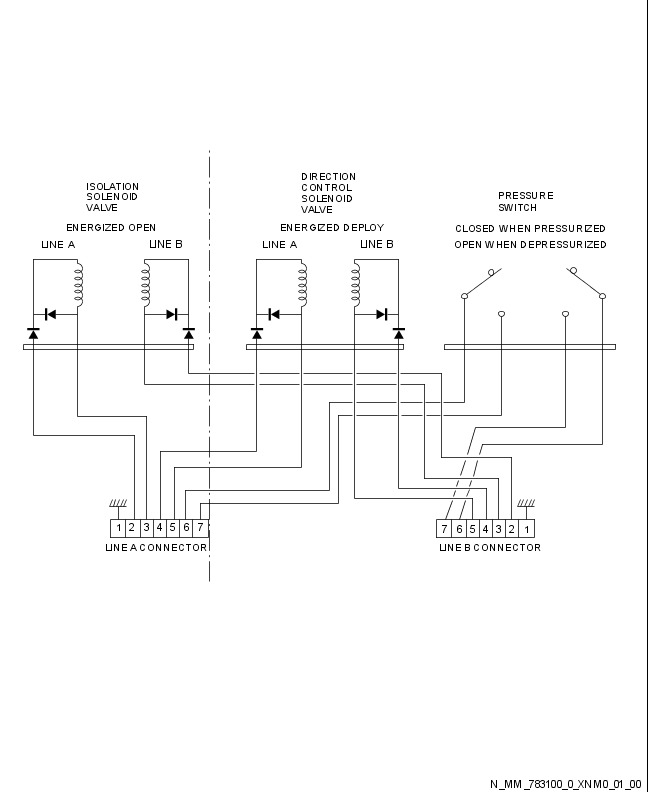 ISOLATION
SOLENOID
VALVE
ENERGIZED OPEN
LINE A
LINE B
DIRECTION
CONTROL
SOLENOID
VALVE
ENERGIZED DEPLOY
LINE A
LINE B
PRESSURE
SWITCH
CLOSED WHEN PRESSURIZED
OPEN WHEN DEPRESSURIZED
1 2 3 4 5 6 7
LINE A CONNECTOR
7 6 5 4 3 2 1
LINE B CONNECTOR
N_MM_783100_0_XNM0_01_00